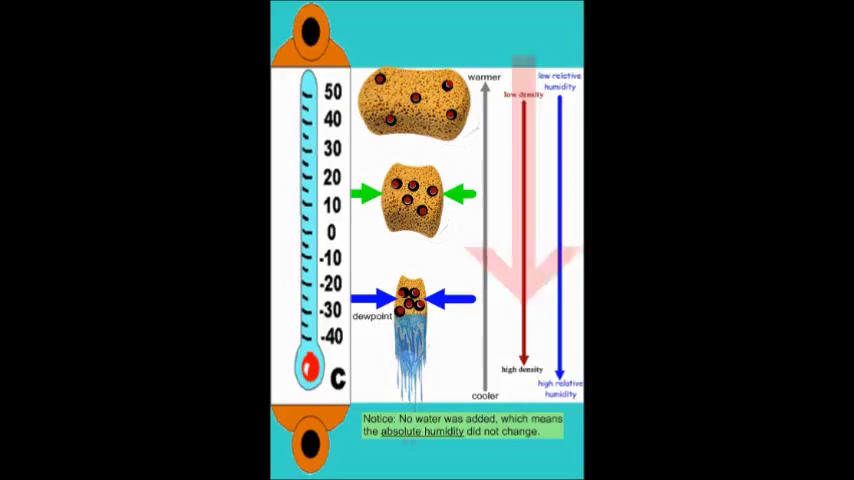 warmer
low relative
humidity
low density
50
40
30
20
10
0
-10
-20
-30
-40
C
dewpoint
high density
high relative
humidity
cooler
Notice: No water was added, which means
the absolute humidity did not change.